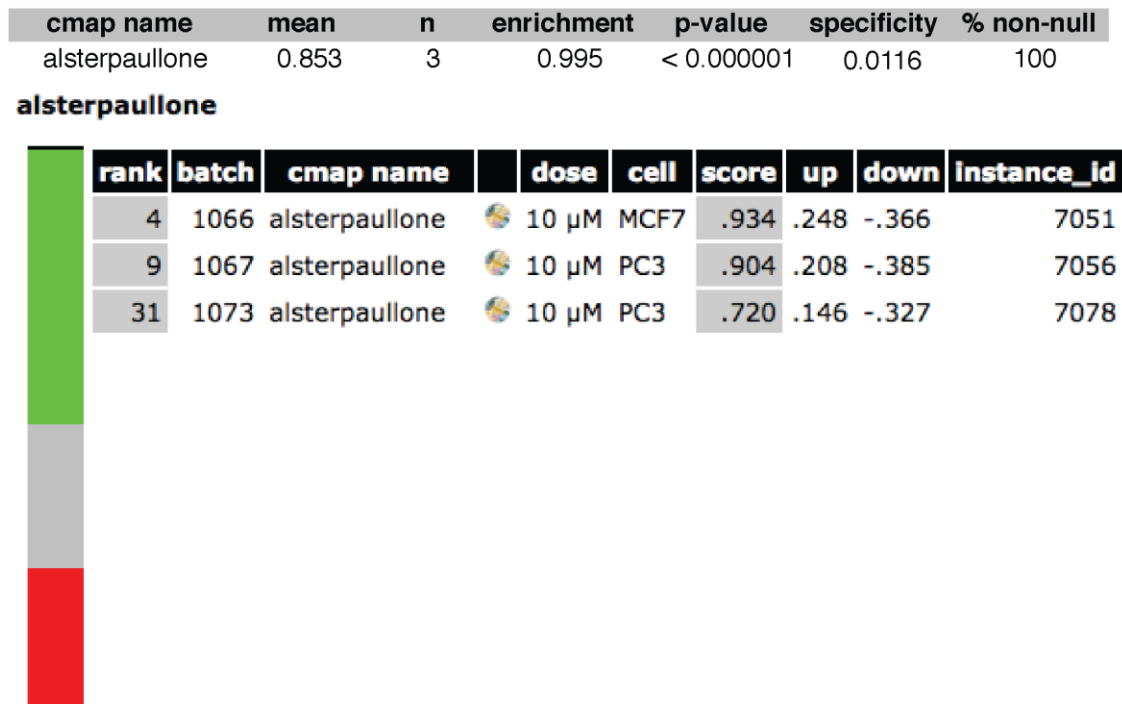 cmap name mean n enrichment p-value specificity % non-null
alsterpaullone 0.853 3 0.995 < 0.000001 0.0116 100
alsterpaullone
rank batch cmap name dose cell score up down instance_id
4 1066 alsterpaullone 10 µM MCF7 .934 .248 -.366 7051
9 1067 alsterpaullone 10 µM PC3 .904 .208 -.385 7056
31 1073 alsterpaullone 10 µM PC3 .720 .146 -.327 7078